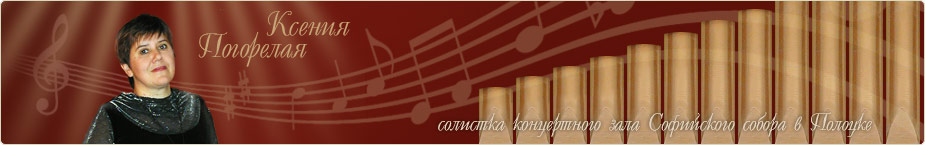 Ксения
Погорелая
солистка концертного зала Софийского собора в Полоцке